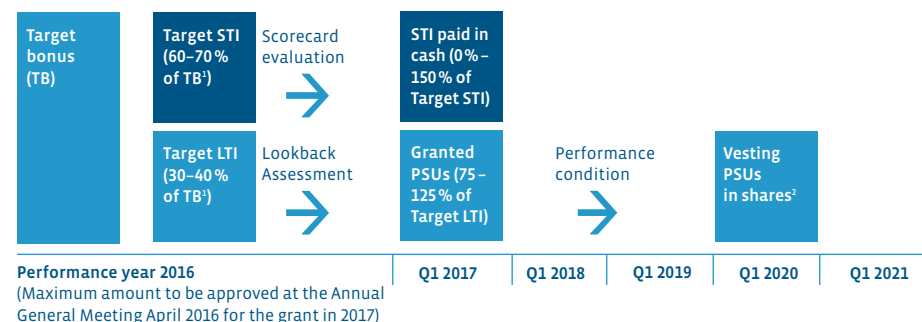 Target
bonus
(TB)
Target STI
(60–70 %
of TB¹)
Scorecard
evaluation
STI paid in
cash (0 % –
150 % of
Target STI)
Target LTI
(30–40 %
of TB¹)
Lookback
Assessment
Granted
PSUs (75 –
125 % of
Target LTI)
Performance
condition
Vesting
PSUs
in shares²
Performance year 2016
(Maximum amount to be approved at the Annual
General Meeting April 2016 for the grant in 2017)
Q1 2017
Q1 2018
Q1 2019
Q1 2020
Q1 2021